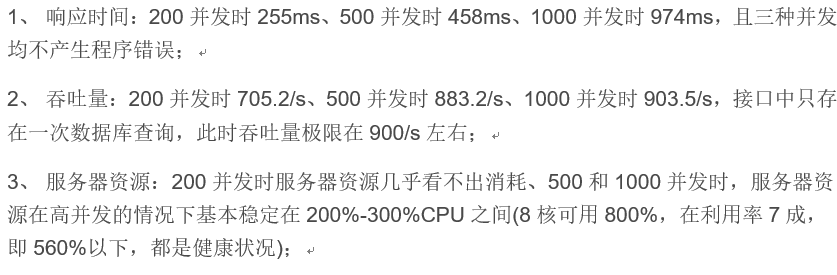 1、 响应时间：200 并发时 255ms、500 并发时 458ms、1000 并发时 974ms，且三种并发
均不产生程序错误；
2、 吞吐量：200 并发时 705.2/s、500 并发时 883.2/s、1000 并发时 903.5/s，接口中只存
在一次数据库查询，此时吞吐量极限在 900/s 左右；
3、 服务器资源：200 并发时服务器资源几乎看不出消耗、500 和 1000 并发时，服务器资
源在高并发的情况下基本稳定在 200%-300%CPU 之间(8 核可用 800%，在利用率 7 成，
即 560%以下，都是健康状况)；